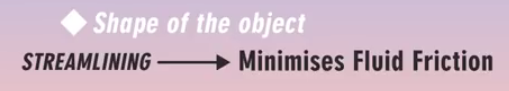 ◆ Shape of the object
STREAMLINING → Minimises Fluid Friction